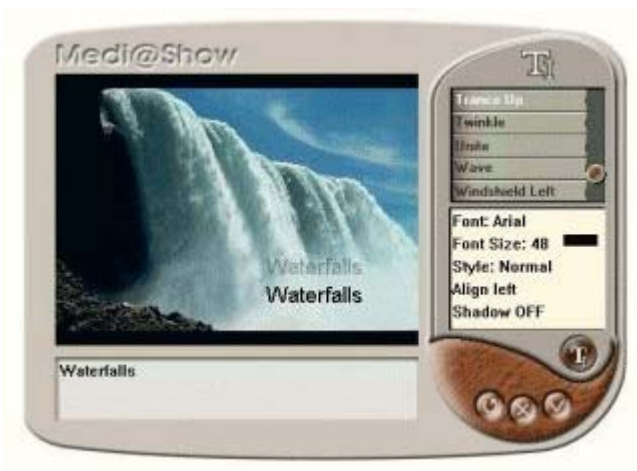 Medi@Show
Waterfalls
Waterfalls
Waterfalls
Trance Up
Twinkle
Unite
Wave
Windshield Left
Font: Arial
Font Size: 48
Style: Normal
Align left
Shadow OFF